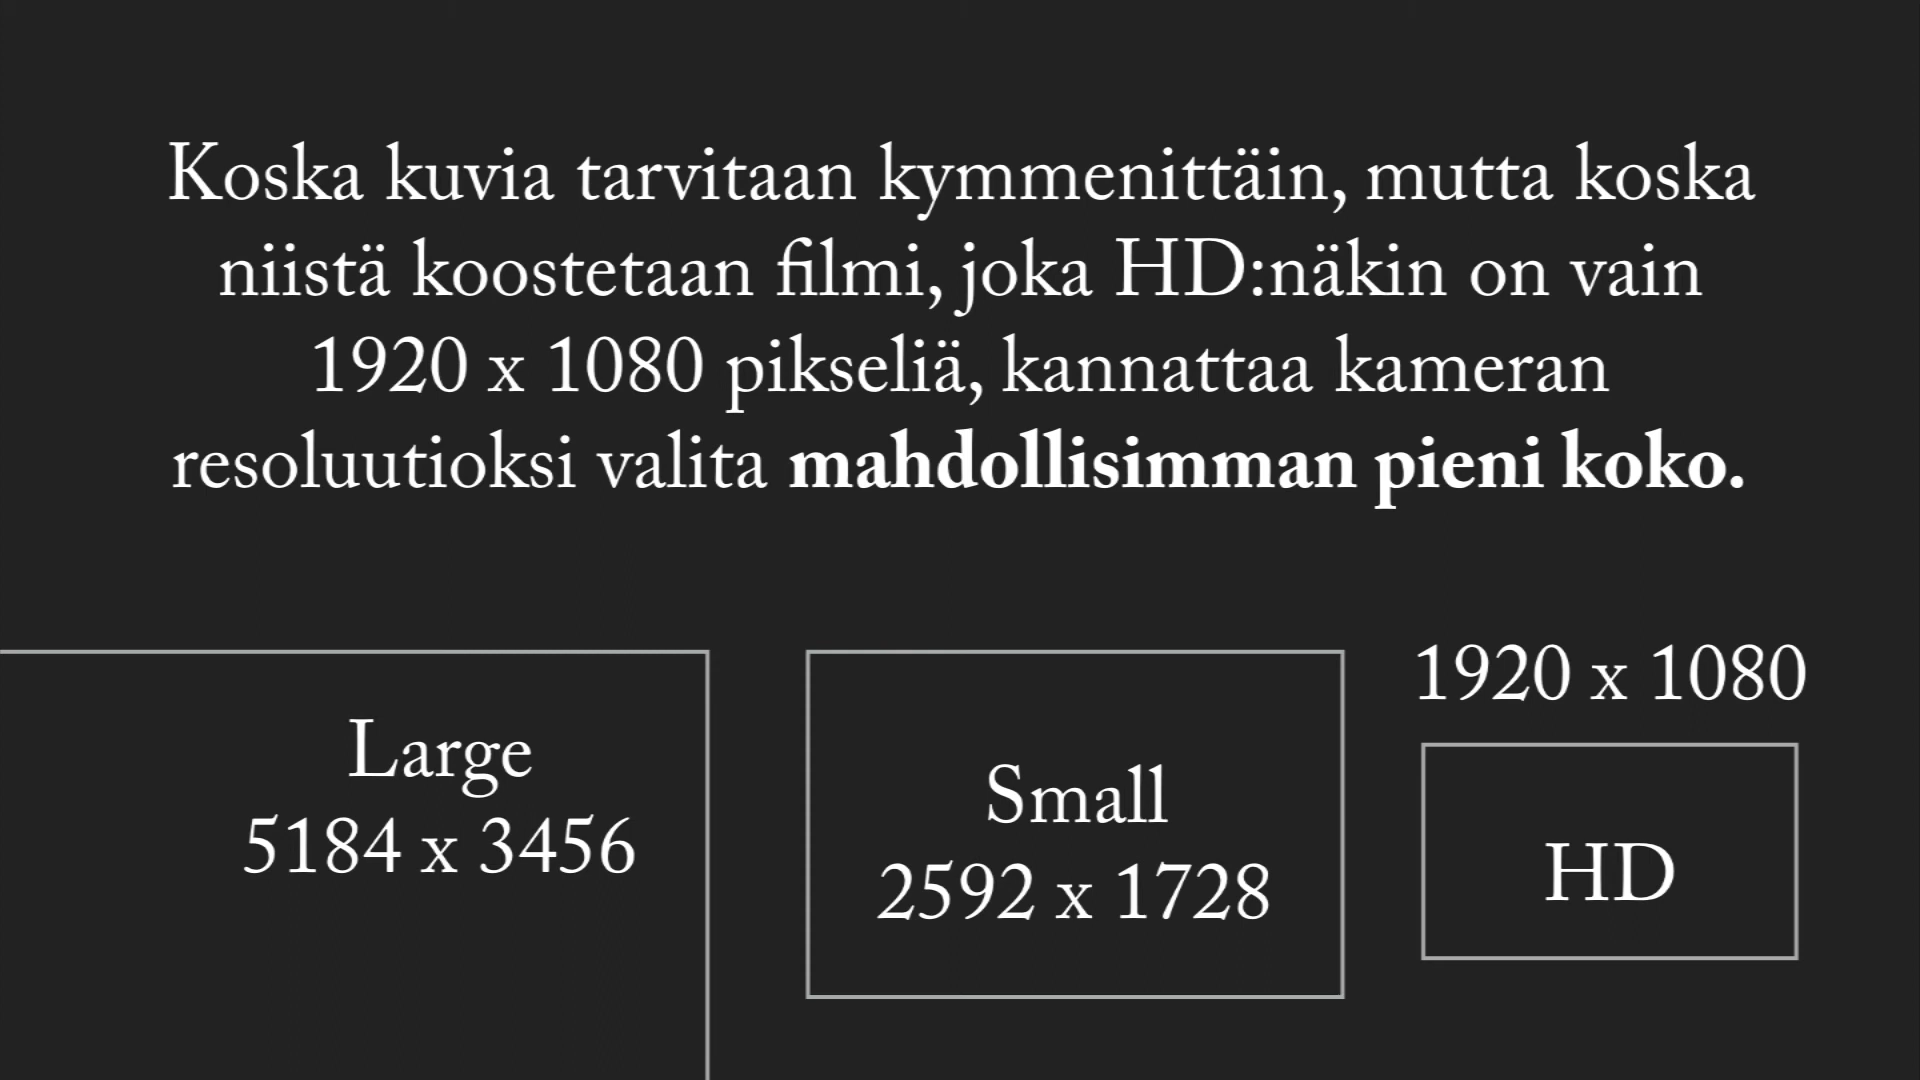 Koska kuvia tarvitaan kymmenittäin, mutta koska
niistä koostetaan filmi, joka HD:näkin on vain
1920 x 1080 pikseliä, kannattaa kameran
resoluutioksi valita mahdollisimman pieni koko.
Large
5184 x 3456
Small
2592 x 1728
1920 x 1080
HD